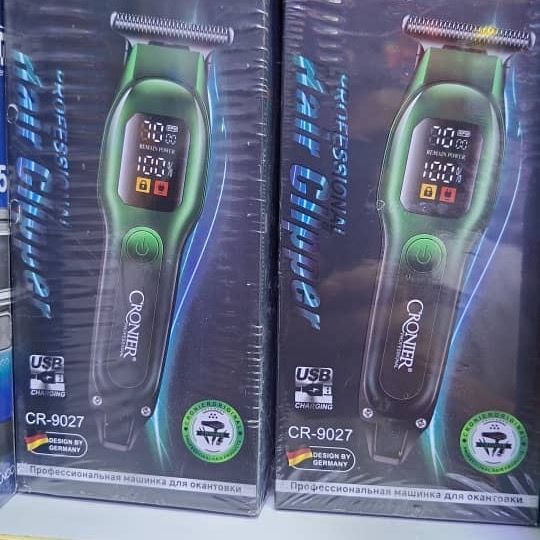 PROFESSIONAL
Hair Clipper
REMAIN POWER
100%
CRONIER
PROFESSIONAL
USB
CHARGING
CR-9027
DESIGN BY
GERMANY
Профессиональная машинка для окантовки
PROFESSIONAL
Hair Clipper
REMAIN POWER
100%
CRONIER
PROFESSIONAL
USB
CHARGING
CR-9027
DESIGN BY
GERMANY
CRONIER ORIGINAL
Профессиональная машинка для окантовки